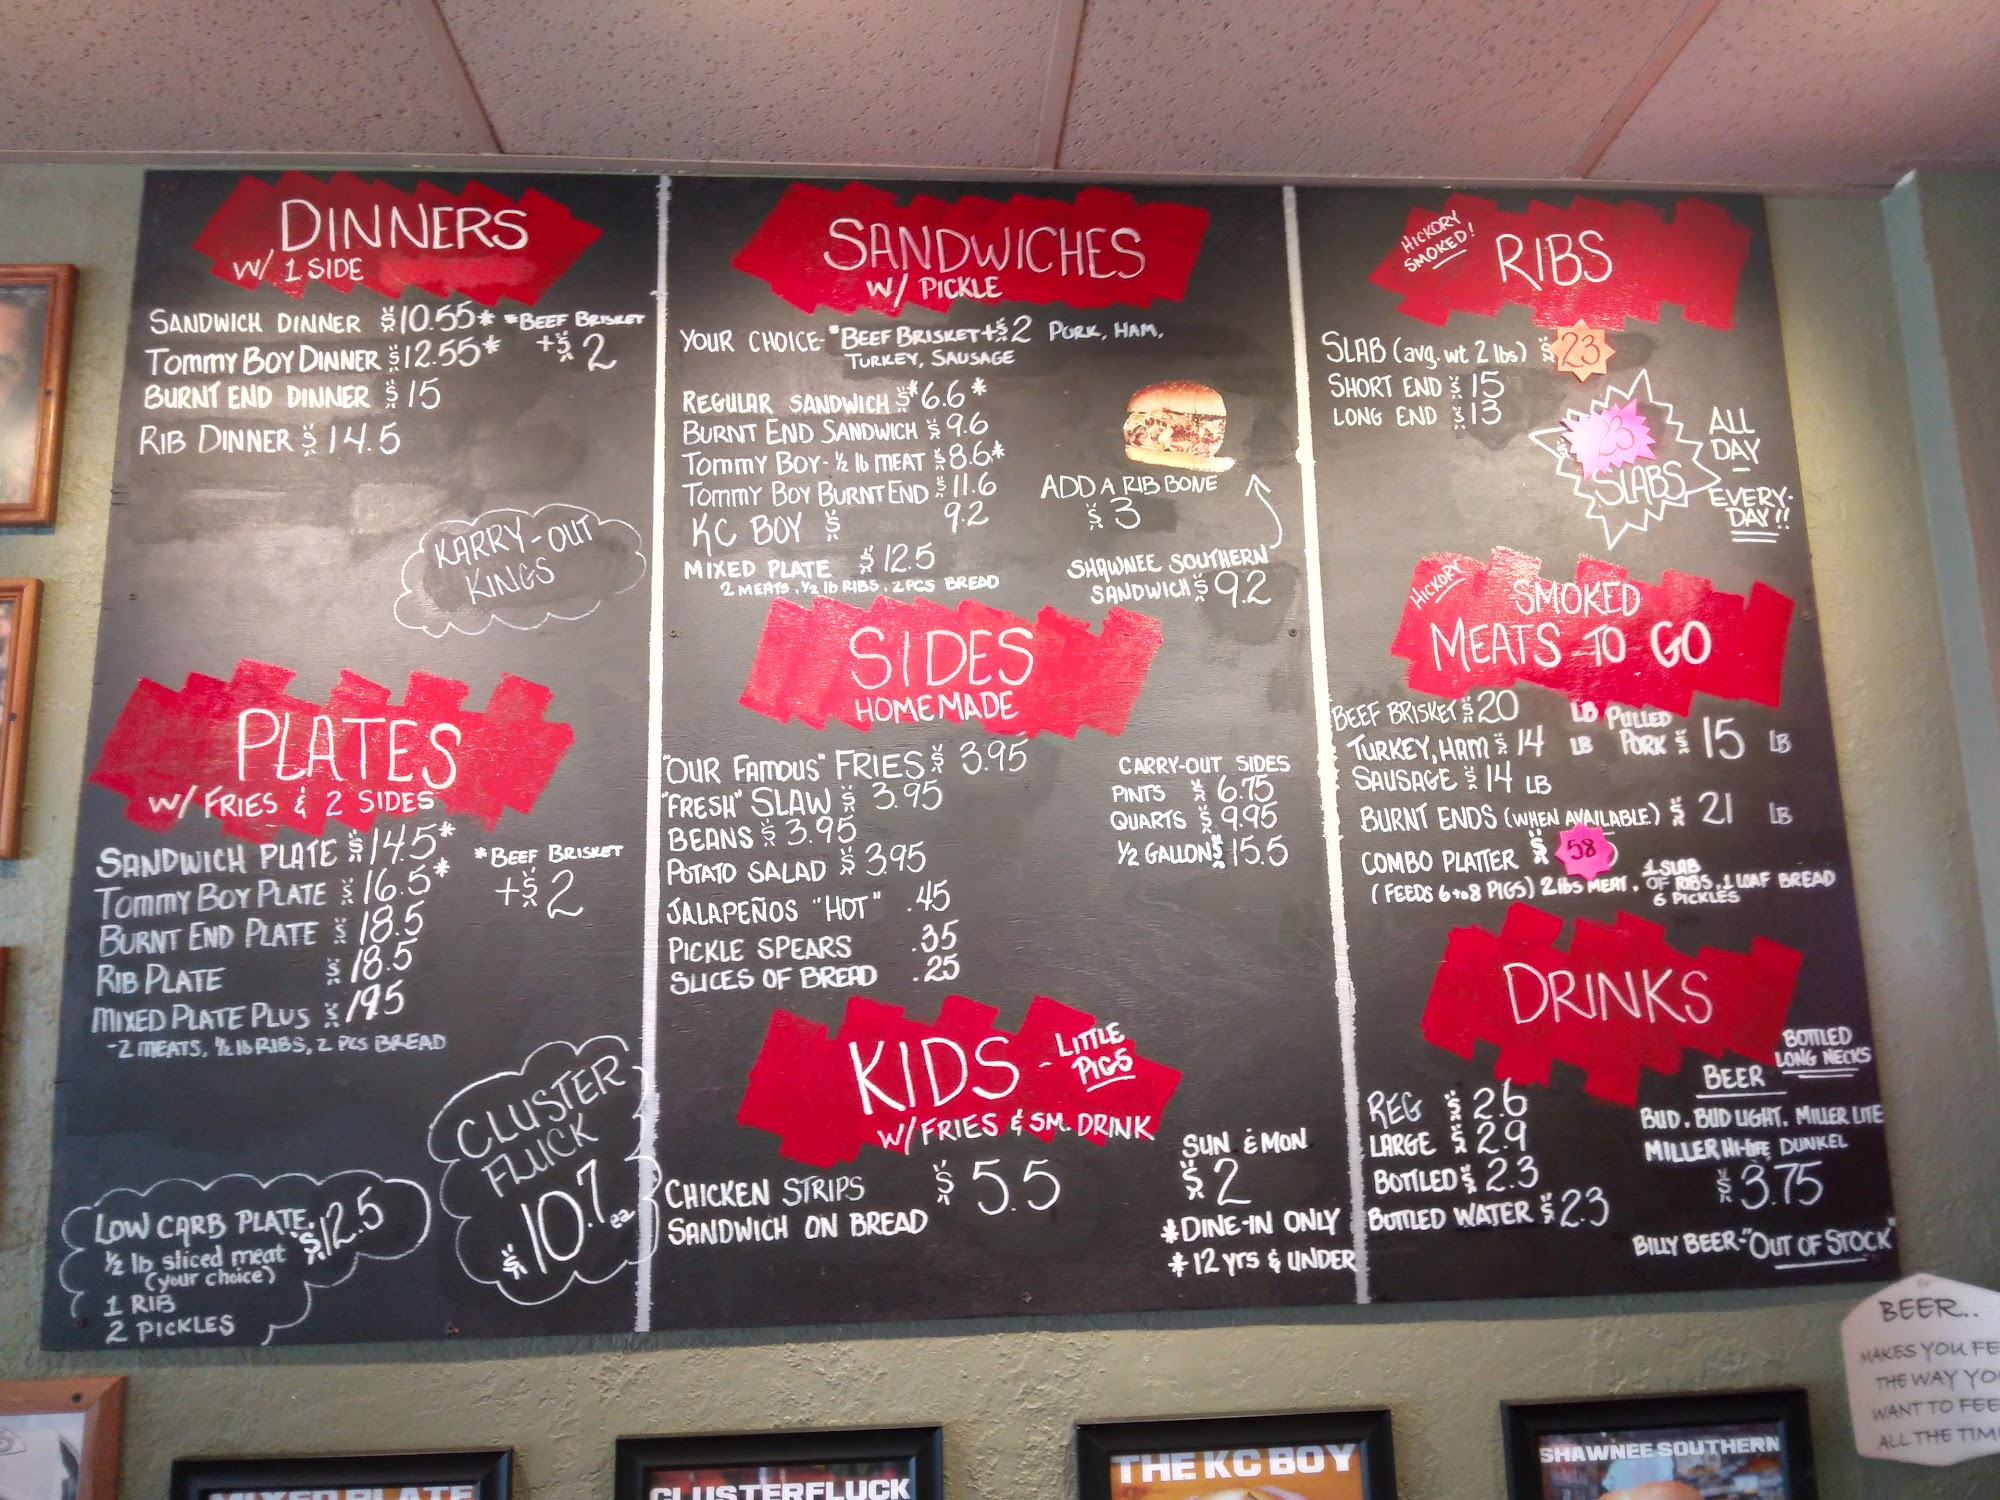 DINNERS
W/ 1 SIDE
SANDWICH DINNER $10.55* *BEEF BRISKET
+$2
TOMMY BOY DINNER $12.55*
BURNT END DINNER $15
RIB DINNER $14.5
KARRY-OUT
KINGS
PLATES
W/ FRIES & 2 SIDES
SANDWICH PLATE $14.5* *BEEF BRISKET
+$2
TOMMY BOY PLATE $16.5*
BURNT END PLATE $18.5
RIB PLATE $18.5
MIXED PLATE PLUS $19.5
-2 MEATS, ½ lb RIBS, 2 PCS BREAD
CLUSTER
FLUCK
$10.7 ea
LOW CARB PLATE. $12.5
½ lb sliced meat
(your choice)
1 RIB
2 PICKLES
SANDWICHES
W/ PICKLE
YOUR CHOICE- *BEEF BRISKET+$2 PORK, HAM,
TURKEY, SAUSAGE
REGULAR SANDWICH $*6.6*
BURNT END SANDWICH $9.6
TOMMY BOY-½ lb MEAT $8.6*
TOMMY BOY BURNT END $11.6
KC BOY $9.2
MIXED PLATE $12.5
2 MEATS, ½ lb RIBS, 2 PCS BREAD
ADD A RIB BONE
$3
SHAWNEE SOUTHERN
SANDWICH $9.2
SIDES
HOMEMADE
"OUR FAMOUS" FRIES $3.95
"FRESH" SLAW $3.95
BEANS $3.95
POTATO SALAD $3.95
JALAPEÑOS "HOT" .45
PICKLE SPEARS .35
SLICES OF BREAD .25
CARRY-OUT SIDES
PINTS $6.75
QUARTS $9.95
½ GALLON $15.5
KIDS - LITTLE
PIGS
W/ FRIES & SM. DRINK
CHICKEN STRIPS $5.5
SANDWICH ON BREAD
SUN. & MON
$2
*DINE-IN ONLY
*12 yrs & UNDER
HICKORY
SMOKED!
RIBS
SLAB (avg. wt 2 lbs) $23
SHORT END $15
LONG END $13
$23
SLABS
ALL
DAY
EVERY-
DAY!!
HICKORY
SMOKED
MEATS TO GO
BEEF BRISKET $20 LB
TURKEY, HAM $14 LB
SAUSAGE $14 LB
PULLED
PORK $15 LB
BURNT ENDS (WHEN AVAILABLE) $21 LB
COMBO PLATTER $58
(FEEDS 6 to 8 PIGS) 2 lbs MEAT, 1 SLAB
OF RIBS, 1 LOAF BREAD
6 PICKLES
DRINKS
REG $2.6
LARGE $2.9
BOTTLED $2.3
BOTTLED WATER $2.3
BOTTLED
LONG NECKS
BEER
BUD, BUD LIGHT, MILLER LITE
MILLER HI-LIFE, DUNKEL
$3.75
BILLY BEER-"OUT OF STOCK"
BEER..
MAKES YOU FE
THE WAY YO
WANT TO FEE
ALL THE TIM
MIXED PLATE
CLUSTERFLUCK
THE KC BOY
SHAWNEE SOUTHERN